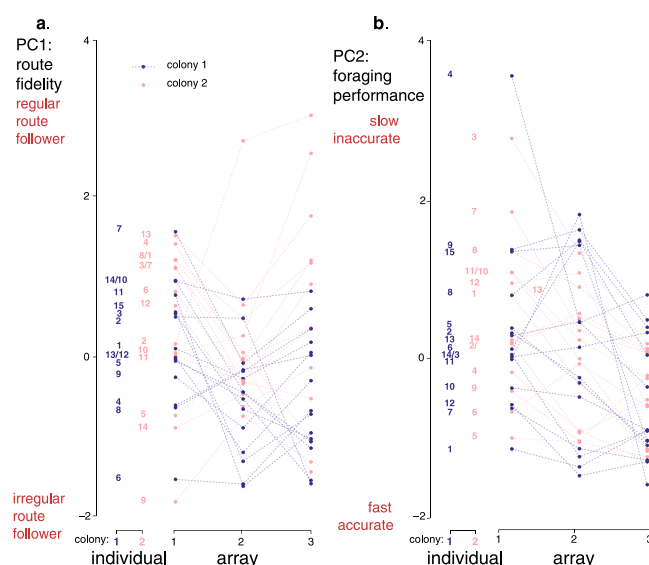 a.
PC1:
route
fidelity
regular
route
follower
irregular
route
follower
4
2
0
−2
colony 1
colony 2
7
14/10
11
15
3
2
1
13/12
5
9
4
8
6
13
4
8/1
3/7
6
12
2
10
11
5
14
9
colony:
1
2
individual
1
2
3
array
b.
PC2:
foraging
performance
slow
inaccurate
fast
accurate
4
2
0
−2
4
9
15
8
5
2
13
6
14/3
11
10
12
7
1
3
7
8
11/10
12
1
13
14
2/
4
9
6
5
colony:
1
2
individual
1
2
3
array